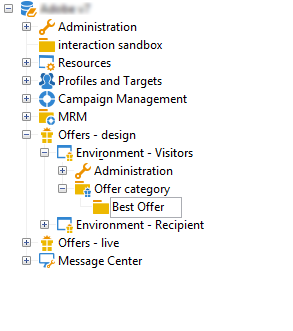 Administration
interaction sandbox
Resources
Profiles and Targets
Campaign Management
MRM
Offers - design
Environment - Visitors
Administration
Offer category
Best Offer
Environment - Recipient
Offers - live
Message Center